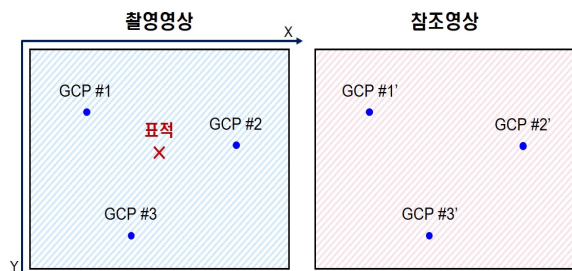 촬영영상
참조영상
X
GCP #1
표적
GCP #2
GCP #3
Y
GCP #1’
GCP #2’
GCP #3’